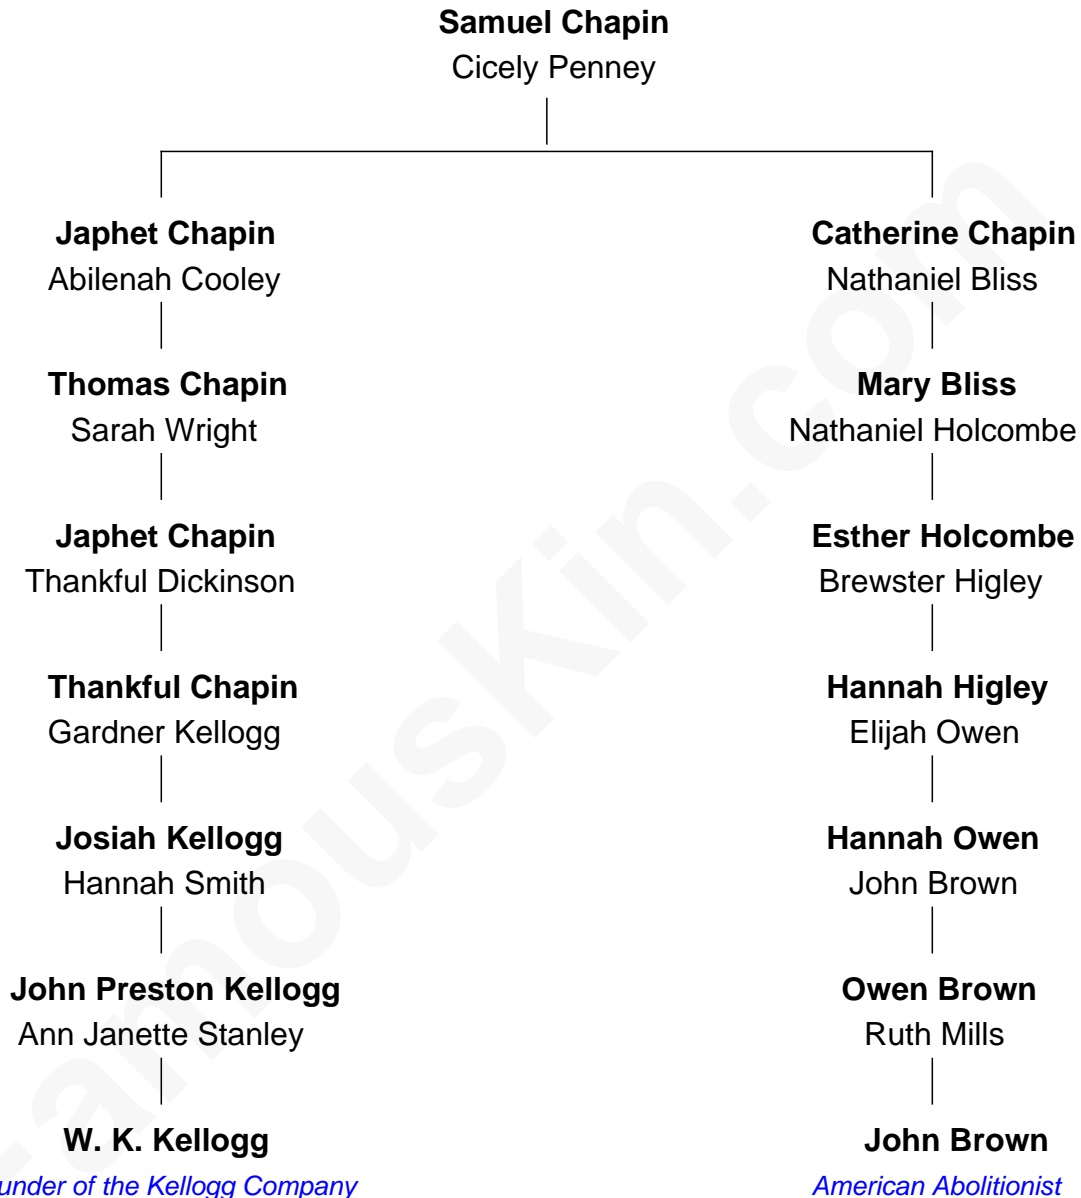 Samuel Chapin
Cicely Penney
Japhet Chapin
Abilenah Cooley
Catherine Chapin
Nathaniel Bliss
Thomas Chapin
Sarah Wright
Mary Bliss
Nathaniel Holcombe
Japhet Chapin
Thankful Dickinson
Esther Holcombe
Brewster Higley
Thankful Chapin
Gardner Kellogg
Hannah Higley
Elijah Owen
Josiah Kellogg
Hannah Smith
Hannah Owen
John Brown
John Preston Kellogg
Ann Janette Stanley
Owen Brown
Ruth Mills
W. K. Kellogg
under of the Kellogg Company
John Brown
American Abolitionist
amousKin.com